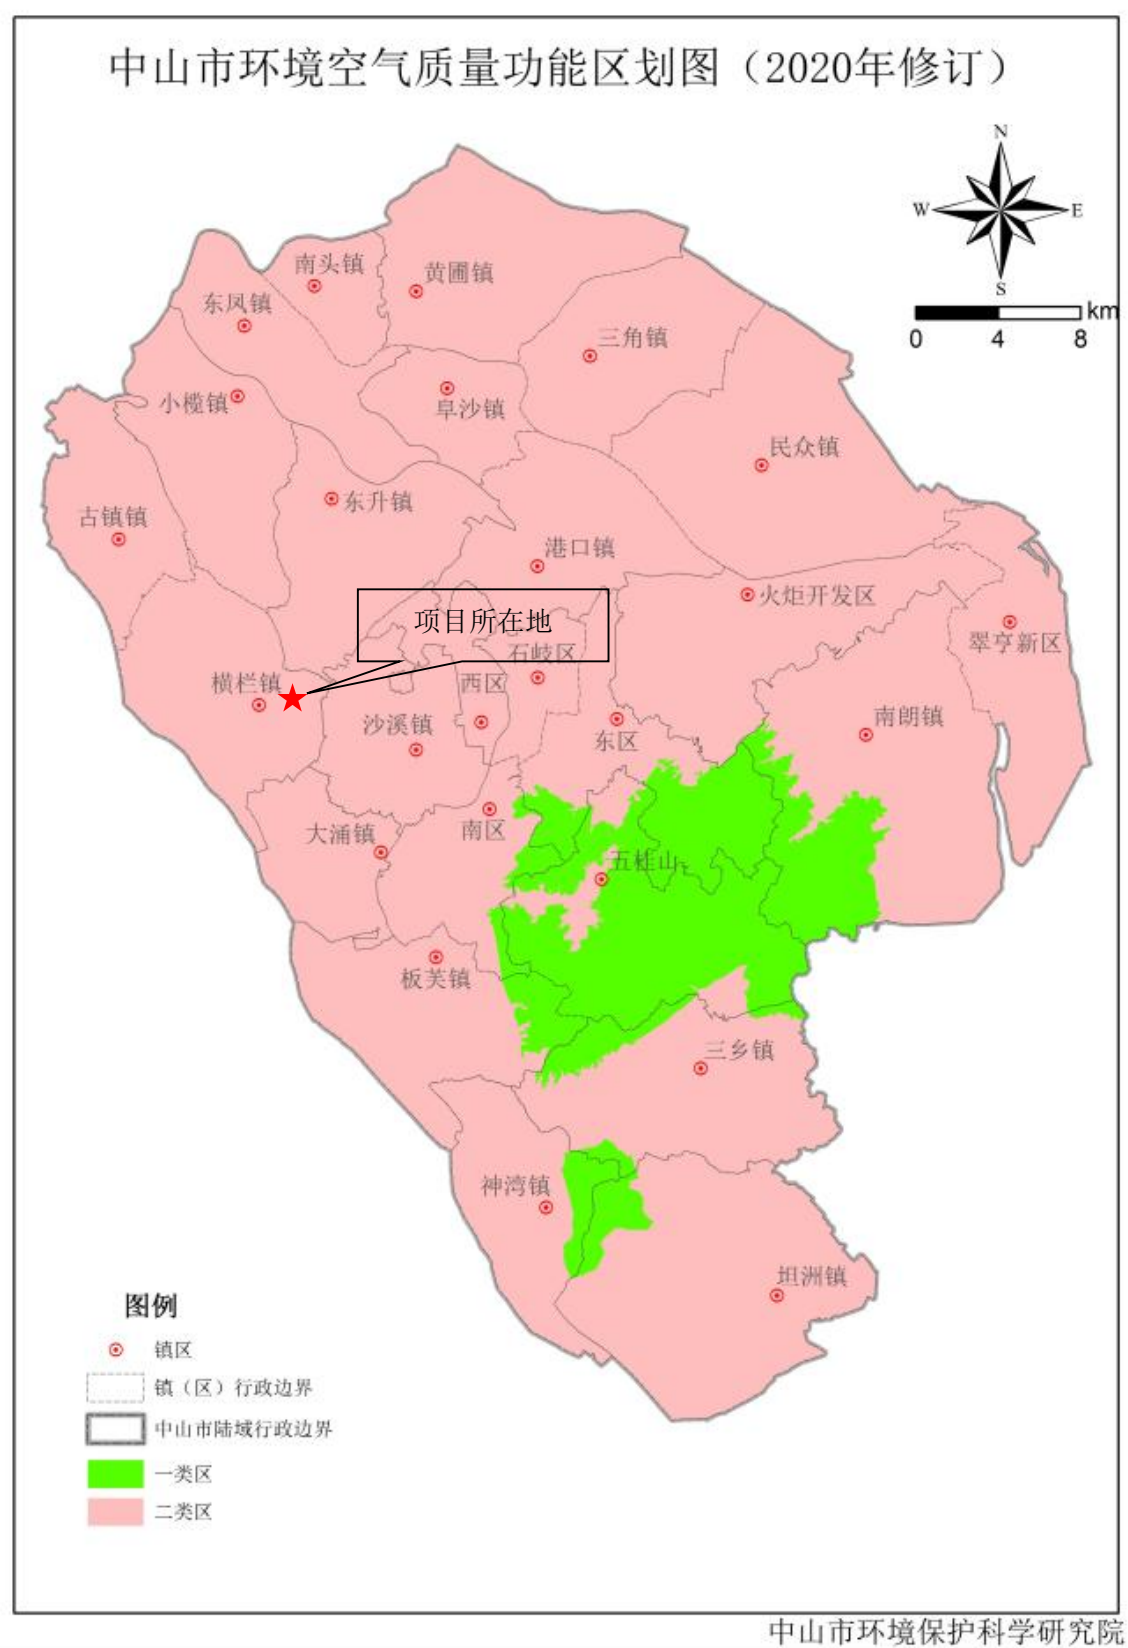 中山市环境空气质量功能区划图（2020年修订）
N
W
E
S
km
0
4
8
南头镇
黄圃镇
东凤镇
三角镇
小榄镇
阜沙镇
民众镇
东升镇
古镇镇
港口镇
火炬开发区
项目所在地
翠亨新区
石岐区
横栏镇
西区
沙溪镇
东区
南朗镇
南区
大涌镇
五桂山
板芙镇
三乡镇
神湾镇
坦洲镇
图例
镇区
镇（区）行政边界
中山市陆域行政边界
一类区
二类区
中山市环境保护科学研究院